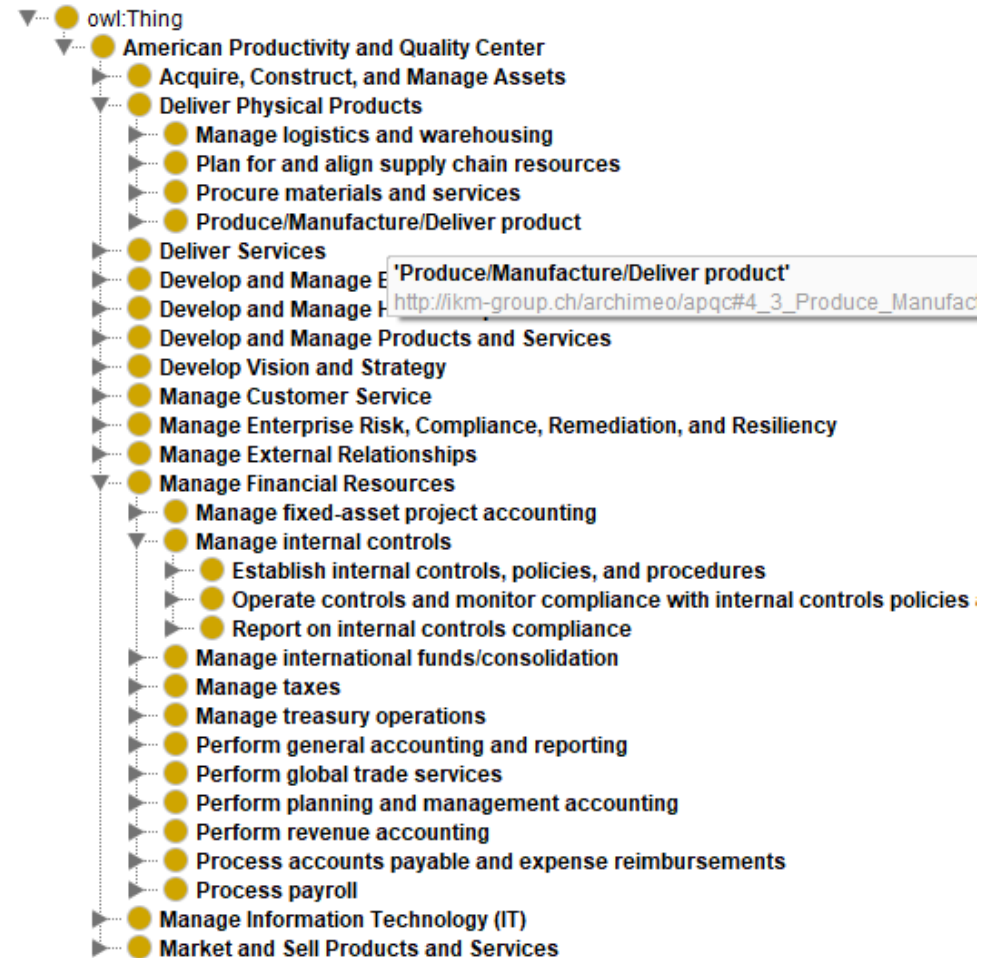 owl:Thing
American Productivity and Quality Center
Acquire, Construct, and Manage Assets
Deliver Physical Products
Manage logistics and warehousing
Plan for and align supply chain resources
Procure materials and services
Produce/Manufacture/Deliver product
Deliver Services
'Produce/Manufacture/Deliver product'
Develop and Manage
http://ikm-group.ch/archimeo/apqc#4_3_Produce_Manufac
Develop and Manage
Develop and Manage Products and Services
Develop Vision and Strategy
Manage Customer Service
Manage Enterprise Risk, Compliance, Remediation, and Resiliency
Manage External Relationships
Manage Financial Resources
Manage fixed-asset project accounting
Manage internal controls
Establish internal controls, policies, and procedures
Operate controls and monitor compliance with internal controls policies
Report on internal controls compliance
Manage international funds/consolidation
Manage taxes
Manage treasury operations
Perform general accounting and reporting
Perform global trade services
Perform planning and management accounting
Perform revenue accounting
Process accounts payable and expense reimbursements
Process payroll
Manage Information Technology (IT)
Market and Sell Products and Services